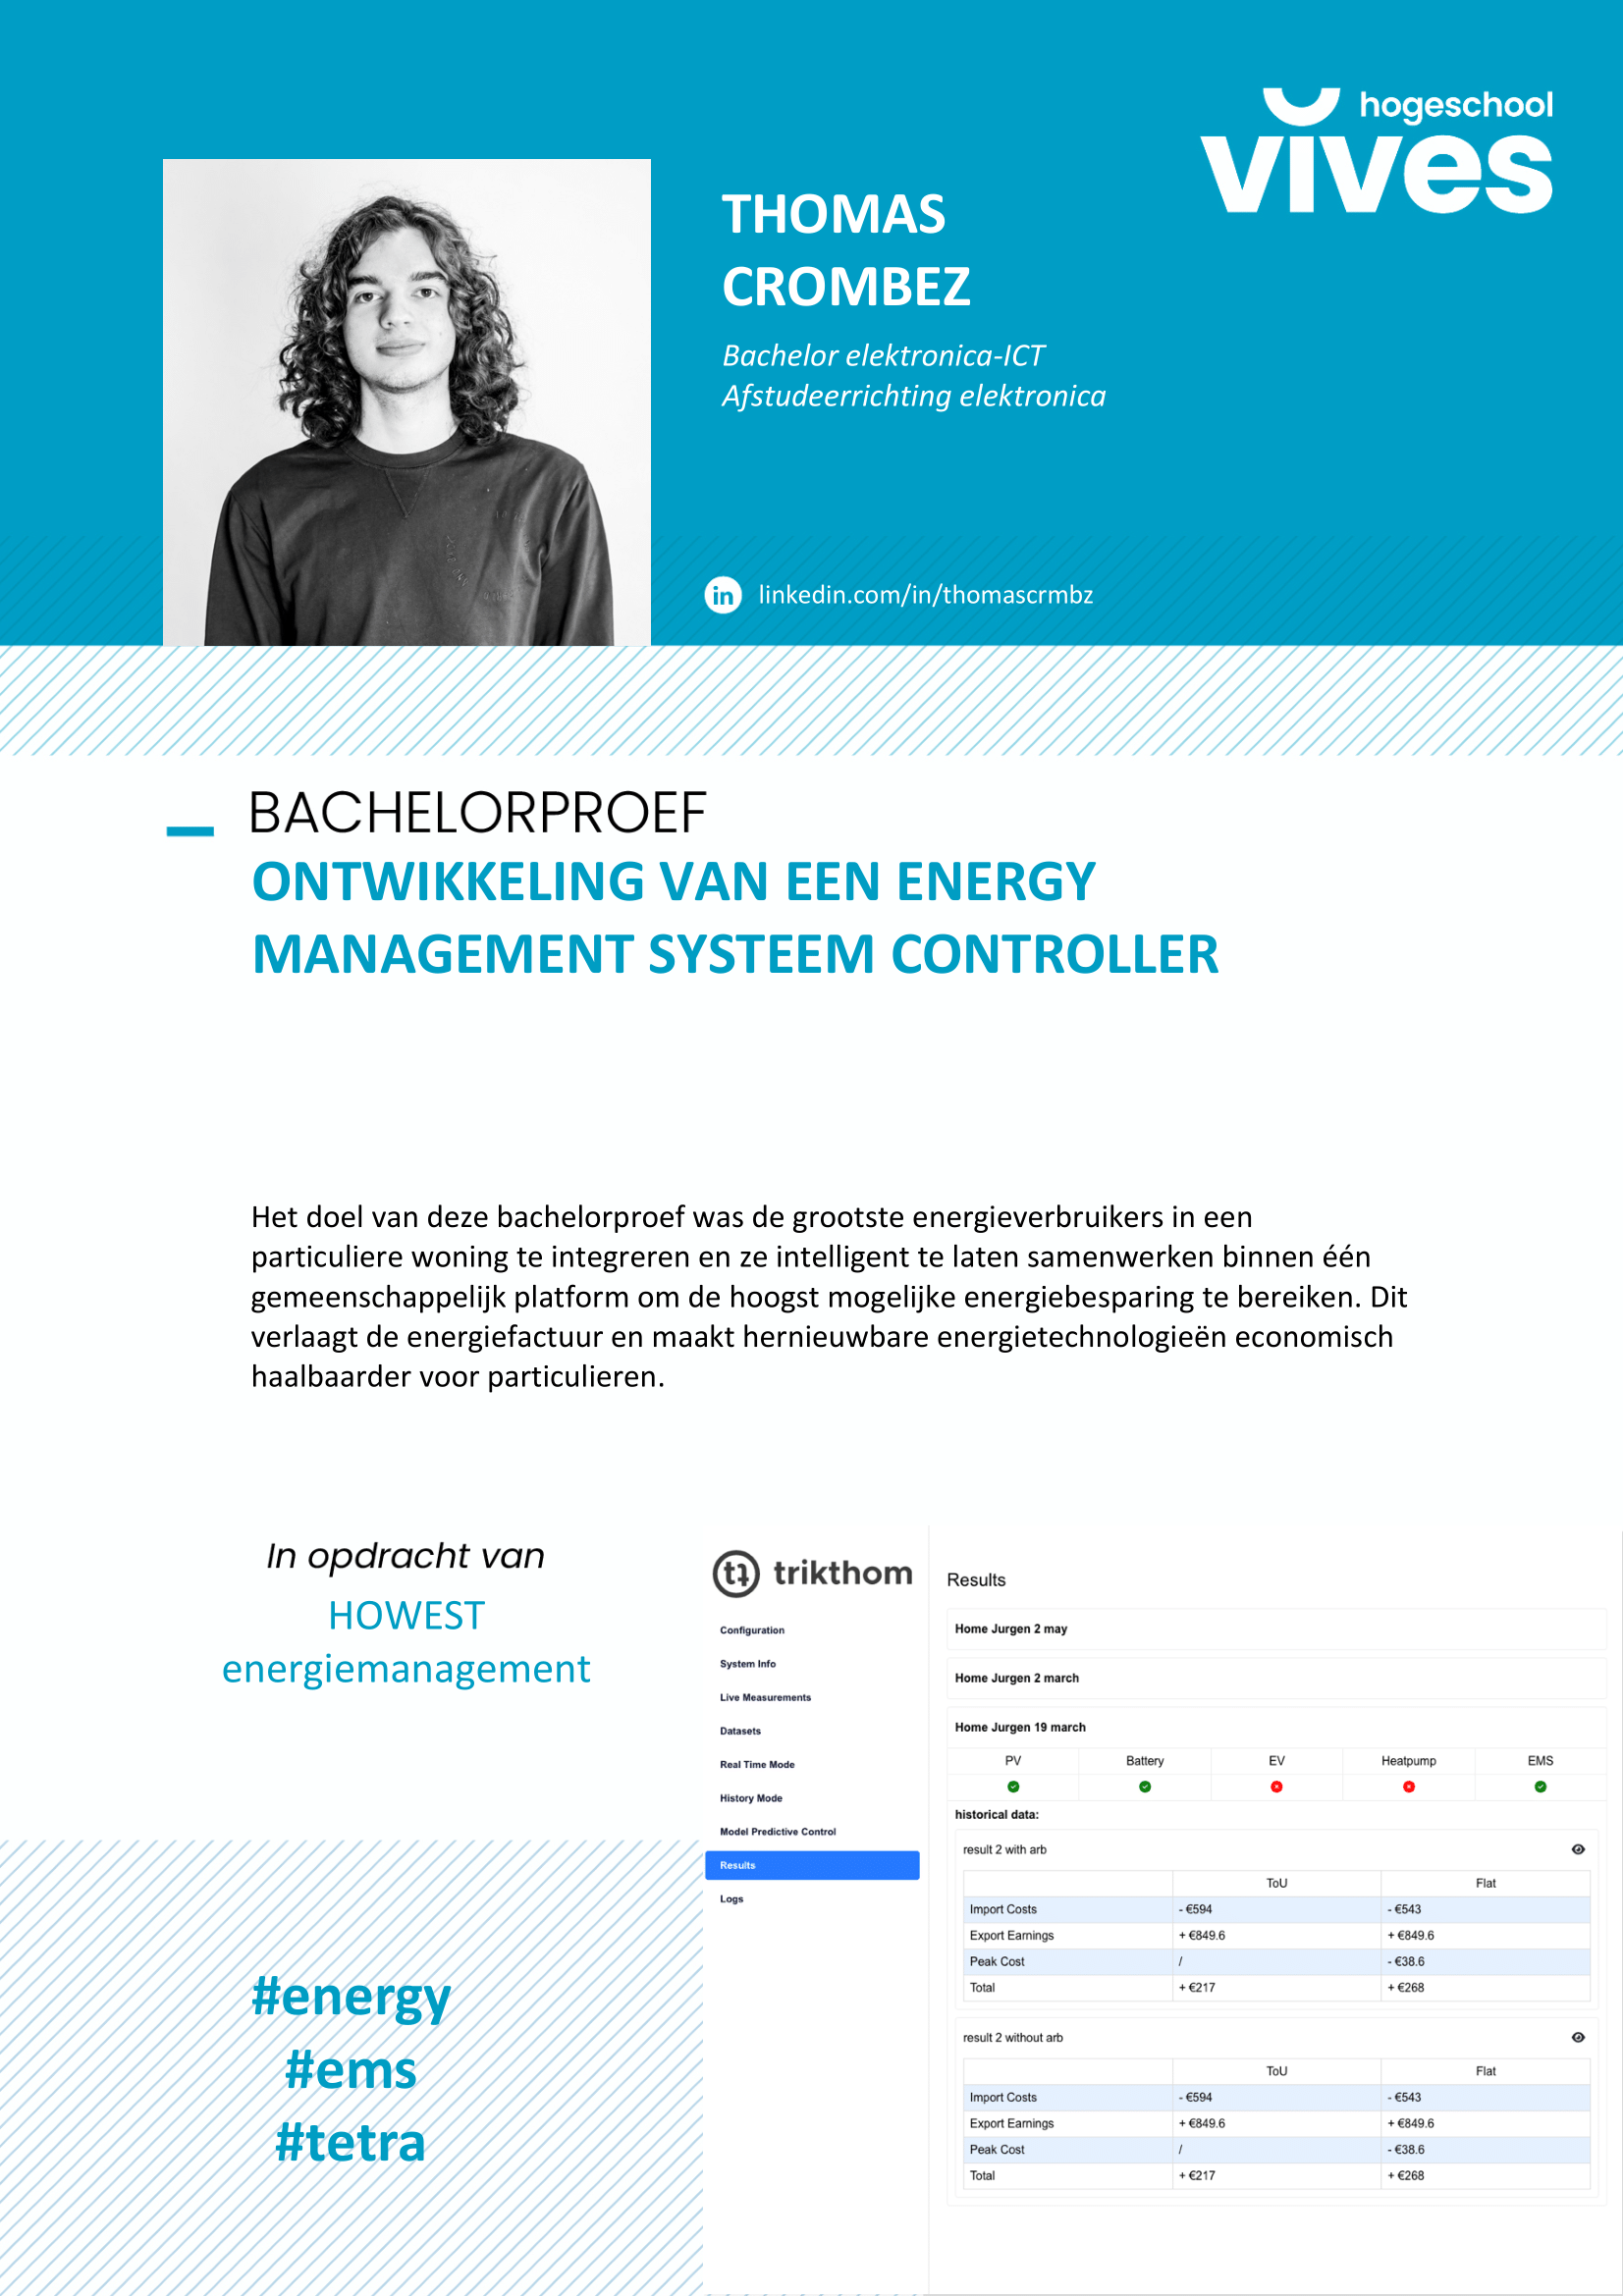 hogeschool
vives
THOMAS
CROMBEZ
Bachelor elektronica-ICT
Afstudeerrichting elektronica
in linkedin.com/in/thomascrmbz
BACHELORPROEF
ONTWIKKELING VAN EEN ENERGY
MANAGEMENT SYSTEEM CONTROLLER
Het doel van deze bachelorproef was de grootste energieverbruikers in een
particuliere woning te integreren en ze intelligent te laten samenwerken binnen één
gemeenschappelijk platform om de hoogst mogelijke energiebesparing te bereiken. Dit
verlaagt de energiefactuur en maakt hernieuwbare energietechnologieën economisch
haalbaarder voor particulieren.
In opdracht van
HOWEST
energiemanagement
#energy
#ems
#tetra
tt trikthom
Configuration
System Info
Live Measurements
Datasets
Real Time Mode
History Mode
Model Predictive Control
Results
Logs
Results
Home Jurgen 2 may
Home Jurgen 2 march
Home Jurgen 19 march
PV Battery EV Heatpump EMS
historical data:
result 2 with arb
ToU Flat
Import Costs - €594 - €543
Export Earnings + €849.6 + €849.6
Peak Cost / - €38.6
Total + €217 + €268
result 2 without arb
ToU Flat
Import Costs - €594 - €543
Export Earnings + €849.6 + €849.6
Peak Cost / - €38.6
Total + €217 + €268